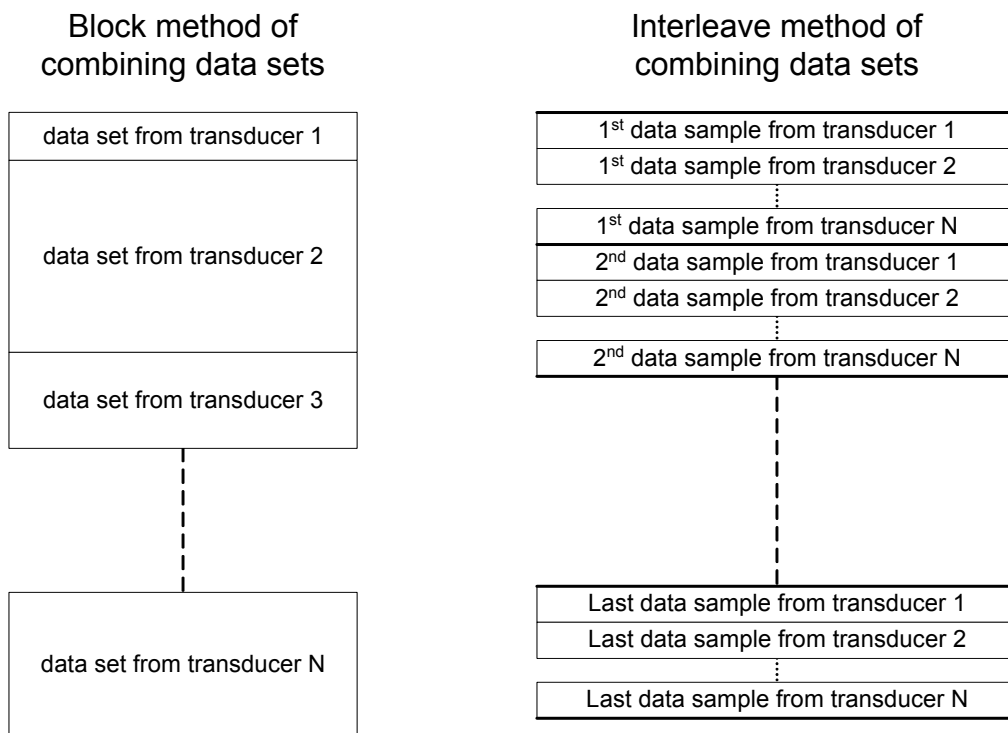 Block method of
combining data sets
data set from transducer 1
data set from transducer 2
data set from transducer 3
data set from transducer N
Interleave method of
combining data sets
1st data sample from transducer 1
1st data sample from transducer 2
1st data sample from transducer N
2nd data sample from transducer 1
2nd data sample from transducer 2
2nd data sample from transducer N
Last data sample from transducer 1
Last data sample from transducer 2
Last data sample from transducer N